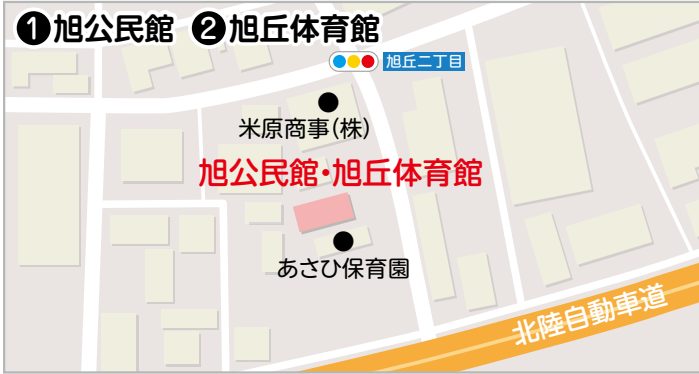 ❶旭公民館 ❷旭丘体育館
旭丘二丁目
米原商事(株)
旭公民館・旭丘体育館
あさひ保育園
北陸自動車道